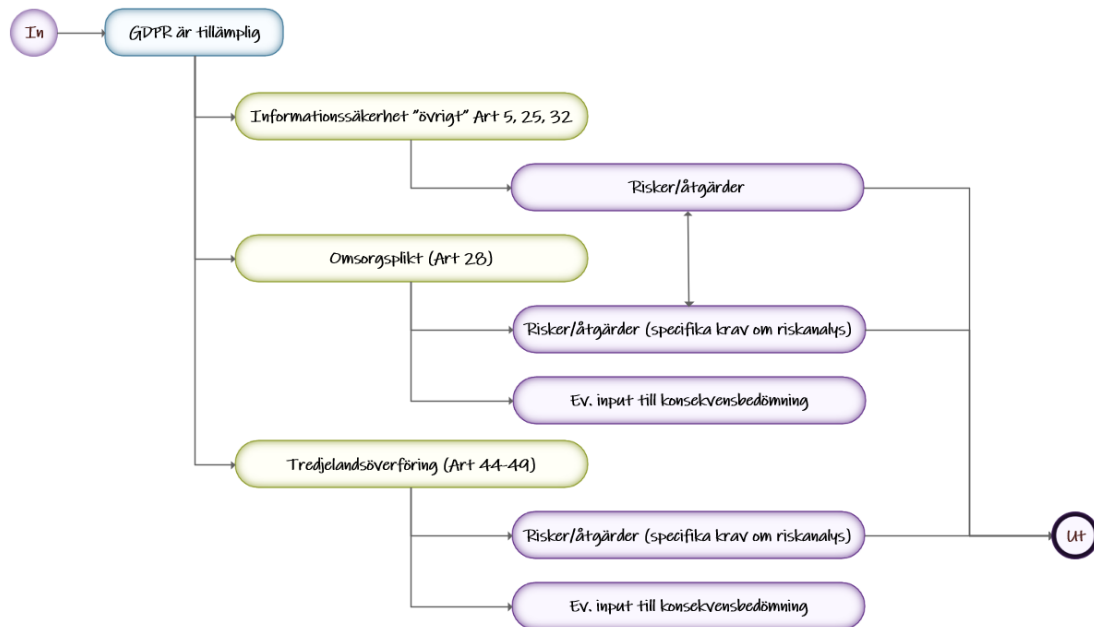 In
GDPR är tillämplig
Informationssäkerhet "övrigt" Art 5, 25, 32
Risker/åtgärder
Omsorgsplikt (Art 28)
Risker/åtgärder (specifika krav om riskanalys)
Ev. input till konsekvensbedömning
Tredjelandsöverföring (Art 44-49)
Risker/åtgärder (specifika krav om riskanalys)
Ut
Ev. input till konsekvensbedömning